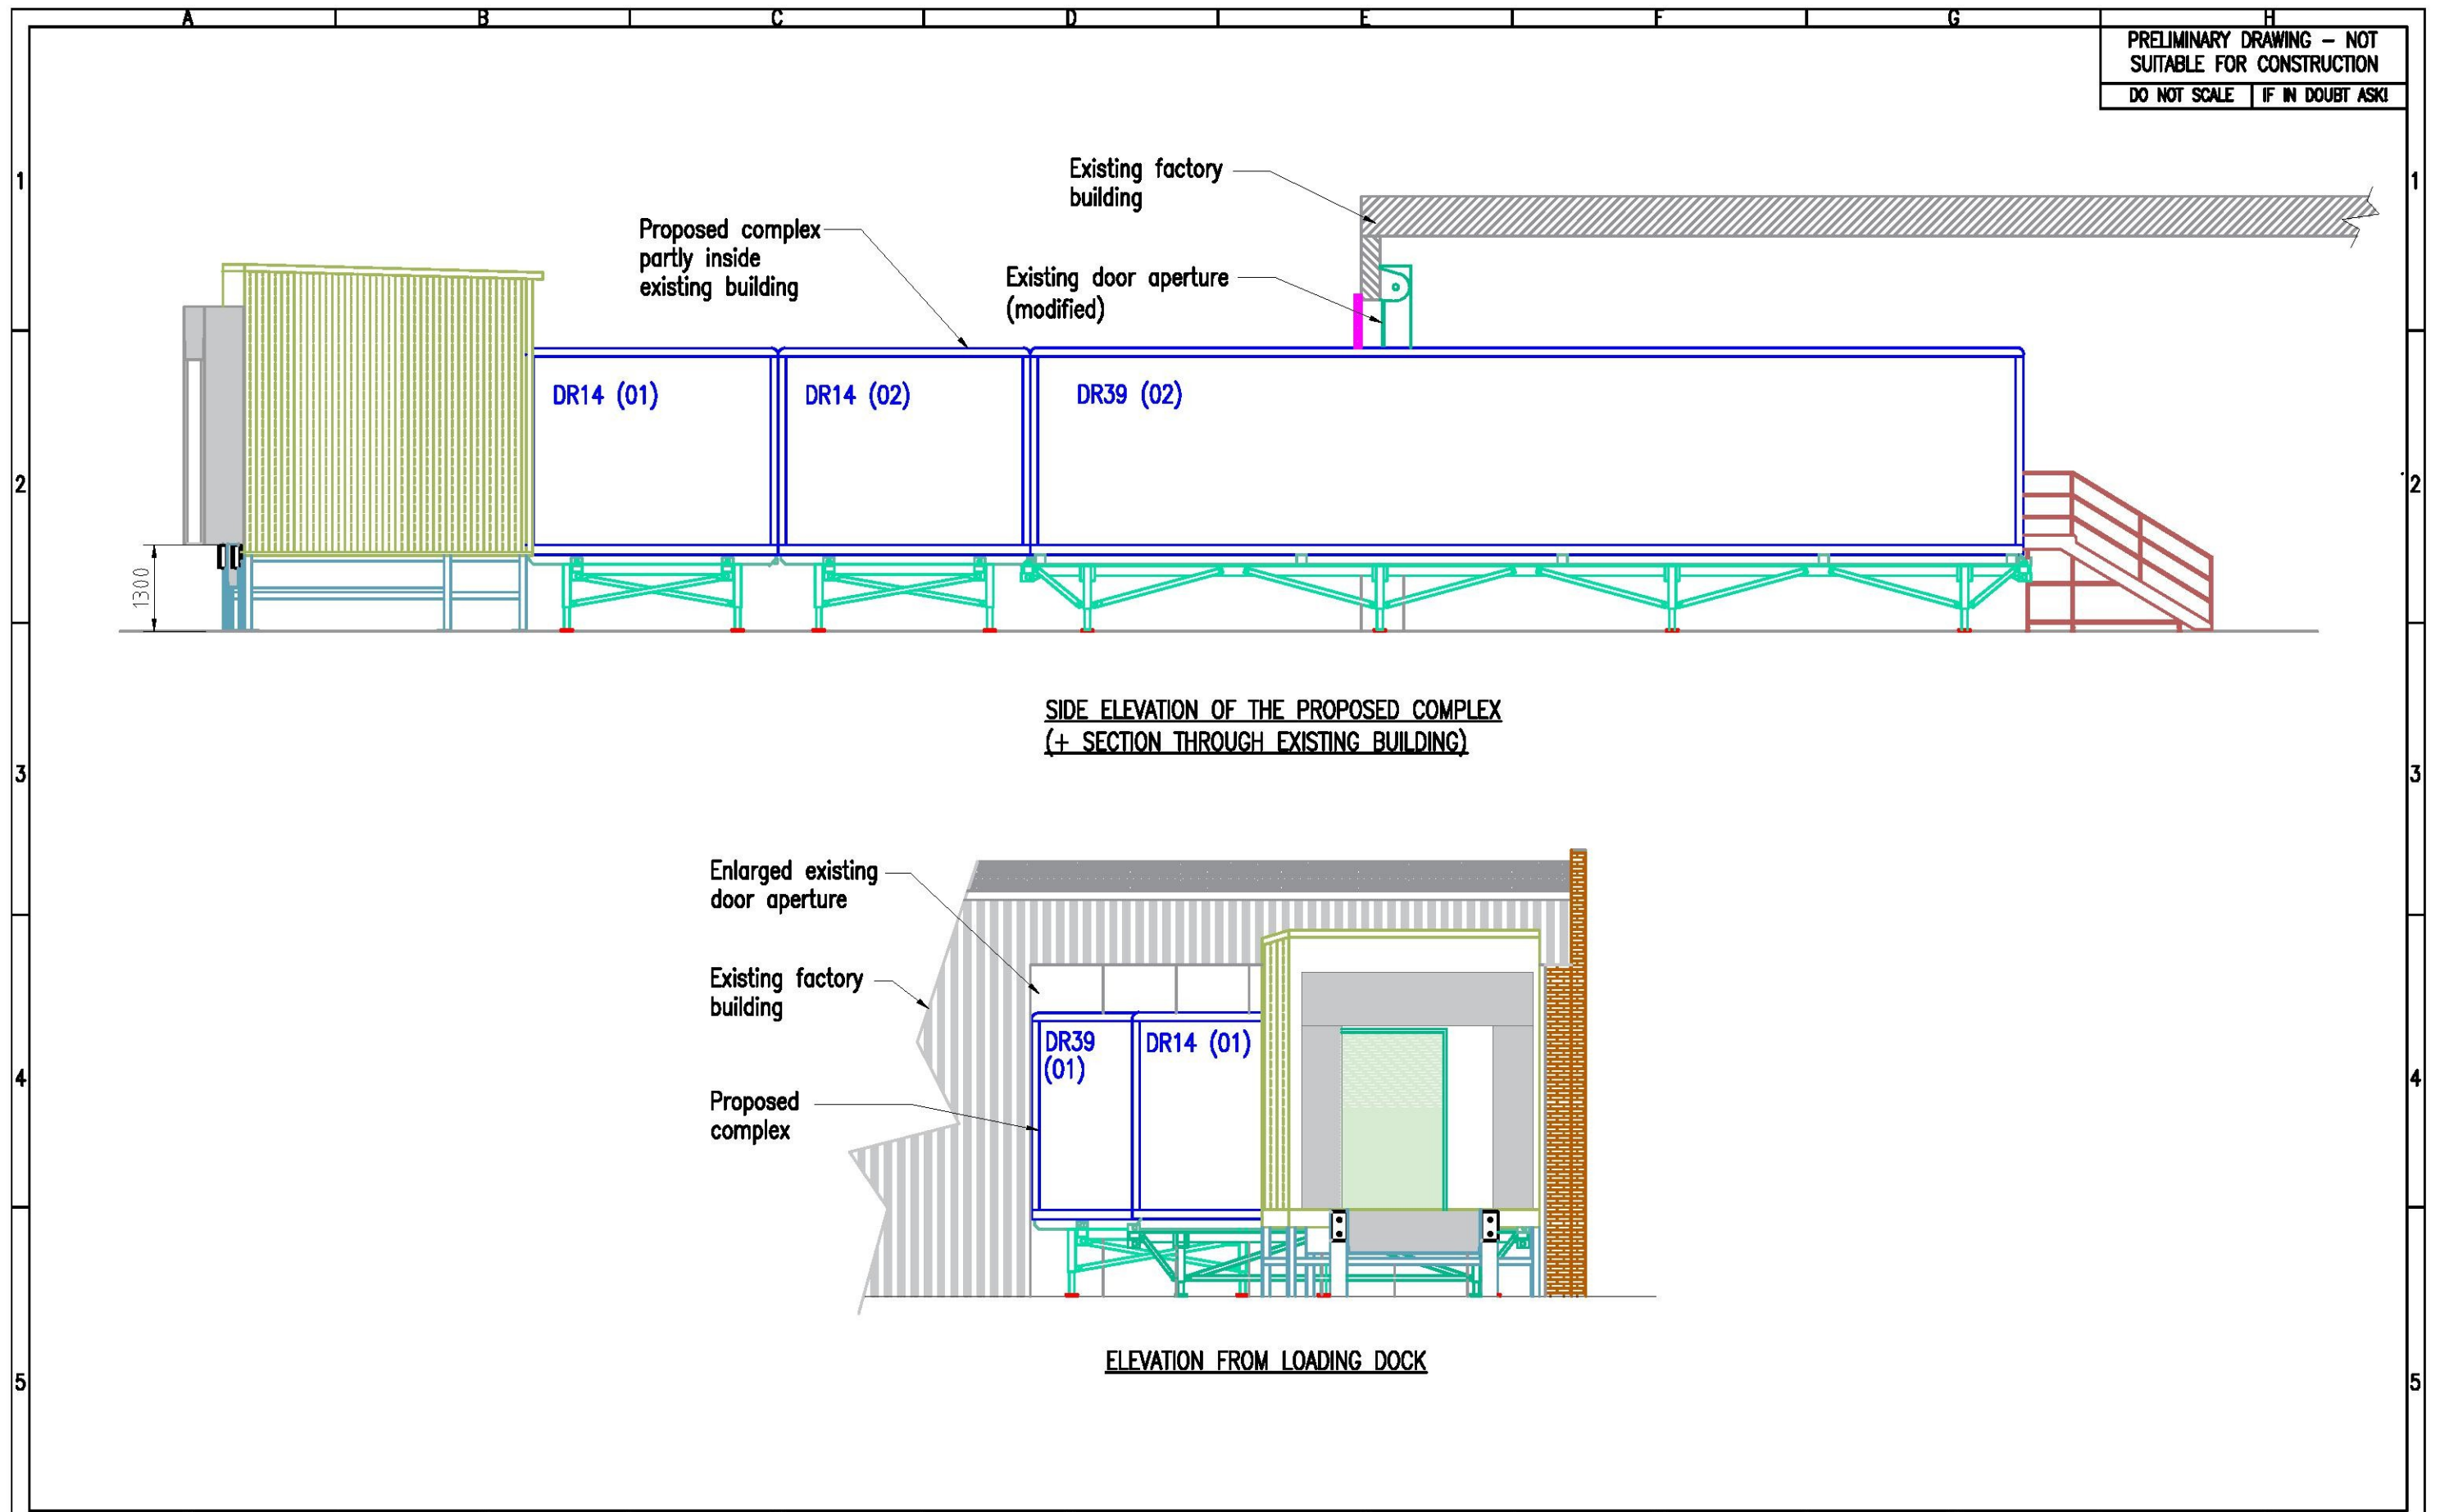 A B C D E F G H
PRELIMINARY DRAWING – NOT
SUITABLE FOR CONSTRUCTION
DO NOT SCALE IF IN DOUBT ASK!
1 1
Existing factory
building
Proposed complex
partly inside
existing building
Existing door aperture
(modified)
DR14 (01) DR14 (02) DR39 (02)
2 2
1300
SIDE ELEVATION OF THE PROPOSED COMPLEX
(+ SECTION THROUGH EXISTING BUILDING)
3 3
Enlarged existing
door aperture
Existing factory
building
DR39
(01)
DR14 (01)
4 4
Proposed
complex
ELEVATION FROM LOADING DOCK
5 5